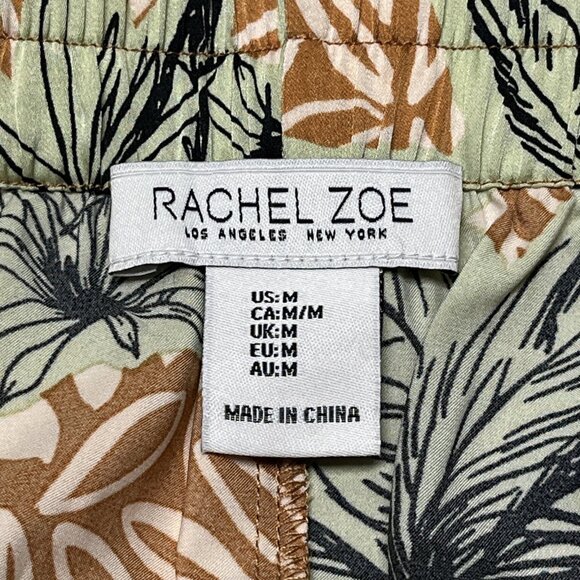 RACHEL ZOE
LOS ANGELES NEW YORK
US:M
CA:M/M
UK:M
EU:M
AU:M
MADE IN CHINA